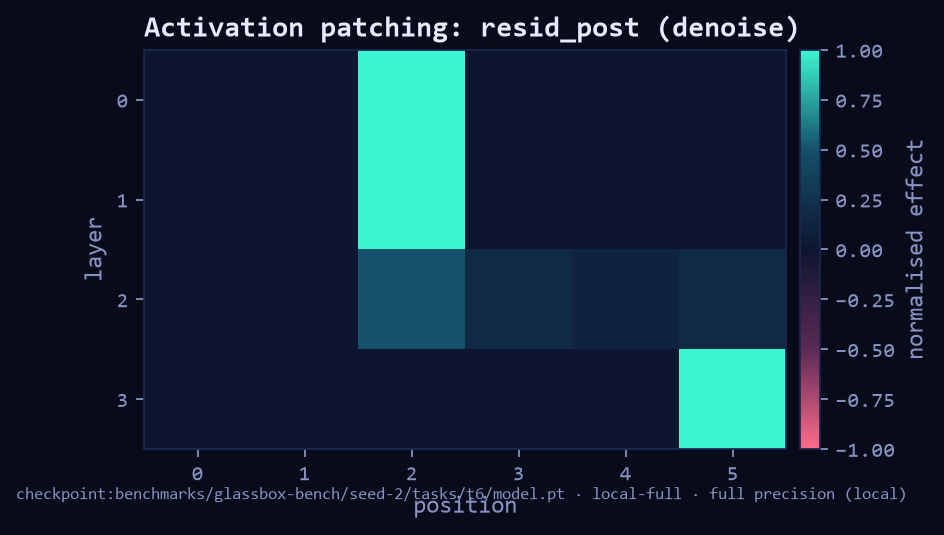 Activation patching: resid_post (denoise)
1.00
0.75
0.50
0.25
0.00
−0.25
−0.50
−0.75
−1.00
normalised effect
layer
0
1
2
3
0 1 2 3 4 5
checkpoint:benchmarks/glassbox-bench/seed-2/tasks/t6/model.pt · local-full · full precision (local)
position